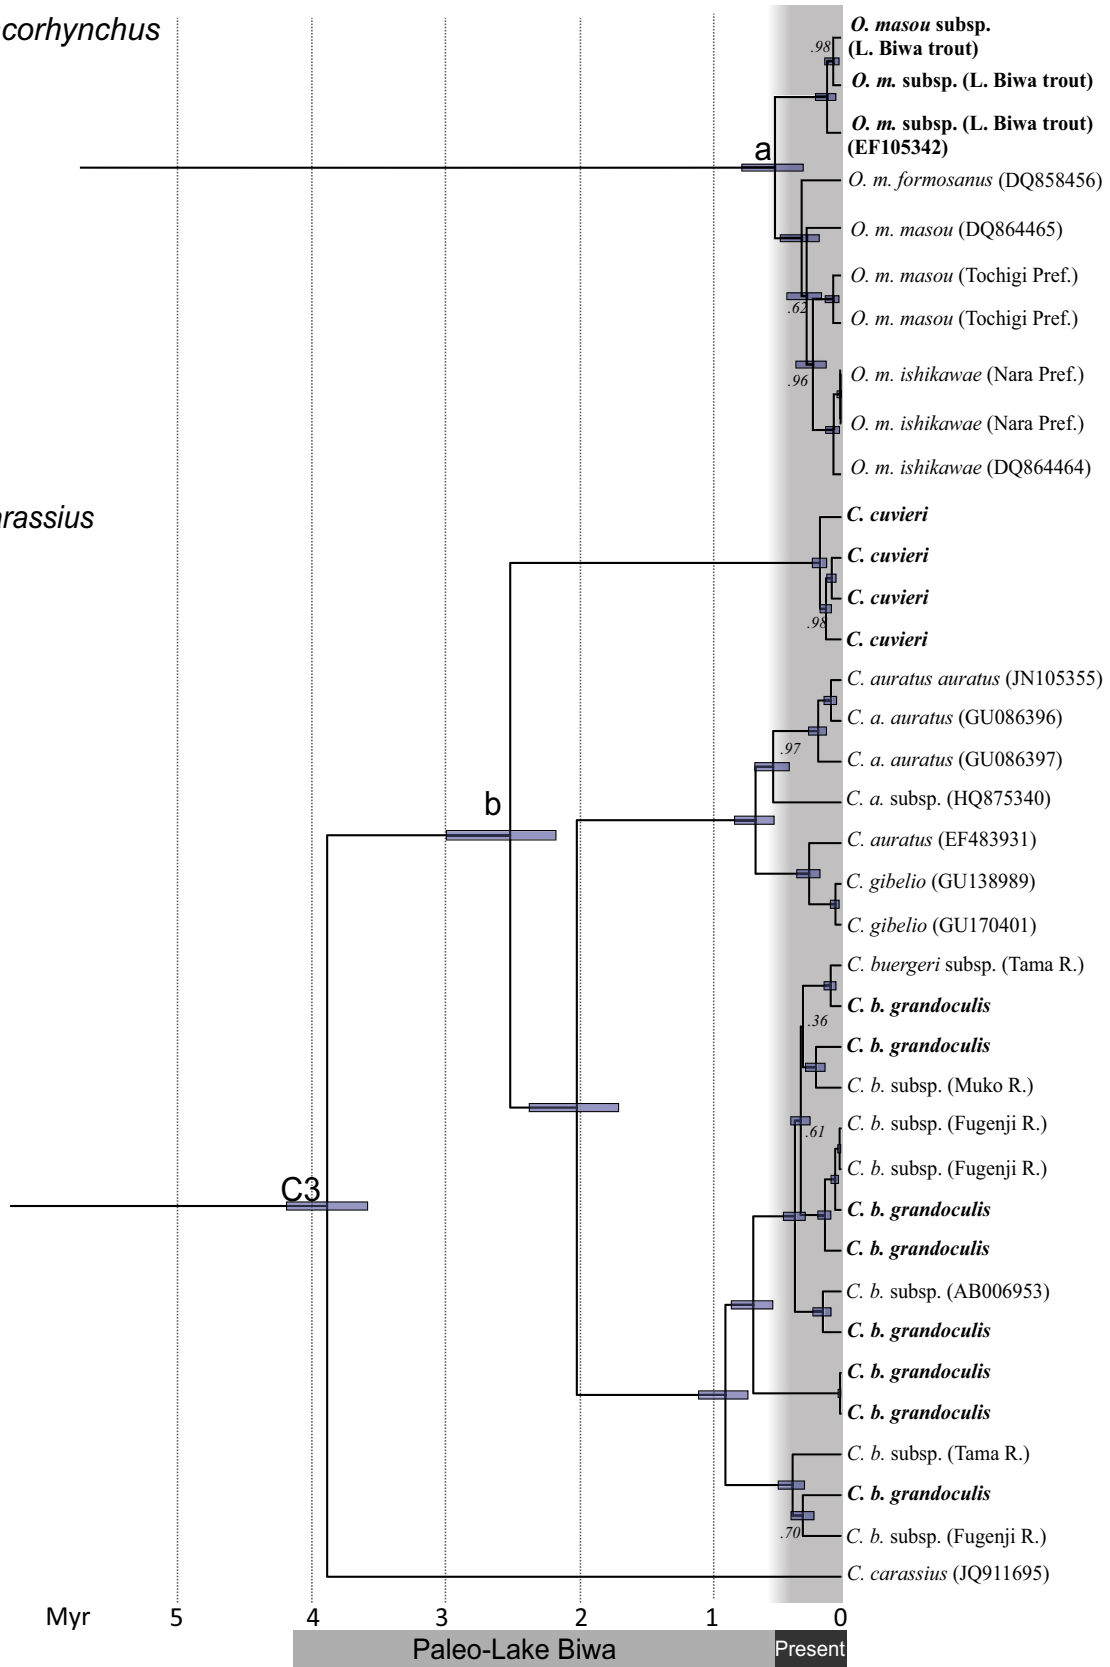 corhynchus
O. masou subsp.
(L. Biwa trout)
.98
O. m. subsp. (L. Biwa trout)
O. m. subsp. (L. Biwa trout)
(EF105342)
a
O. m. formosanus (DQ858456)
O. m. masou (DQ864465)
O. m. masou (Tochigi Pref.)
.62
O. m. masou (Tochigi Pref.)
O. m. ishikawae (Nara Pref.)
.96
O. m. ishikawae (Nara Pref.)
O. m. ishikawae (DQ864464)
arassius
C. cuvieri
C. cuvieri
C. cuvieri
.98
C. cuvieri
C. auratus auratus (JN105355)
C. a. auratus (GU086396)
.97
C. a. auratus (GU086397)
C. a. subsp. (HQ875340)
b
C. auratus (EF483931)
C. gibelio (GU138989)
C. gibelio (GU170401)
C. buergeri subsp. (Tama R.)
C. b. grandoculis
.36
C. b. grandoculis
C. b. subsp. (Muko R.)
C. b. subsp. (Fugenji R.)
.61
C. b. subsp. (Fugenji R.)
C3
C. b. grandoculis
C. b. grandoculis
C. b. subsp. (AB006953)
C. b. grandoculis
C. b. grandoculis
C. b. grandoculis
C. b. subsp. (Tama R.)
C. b. grandoculis
.70
C. b. subsp. (Fugenji R.)
C. carassius (JQ911695)
Myr 5 4 3 2 1 0
Paleo-Lake Biwa Present